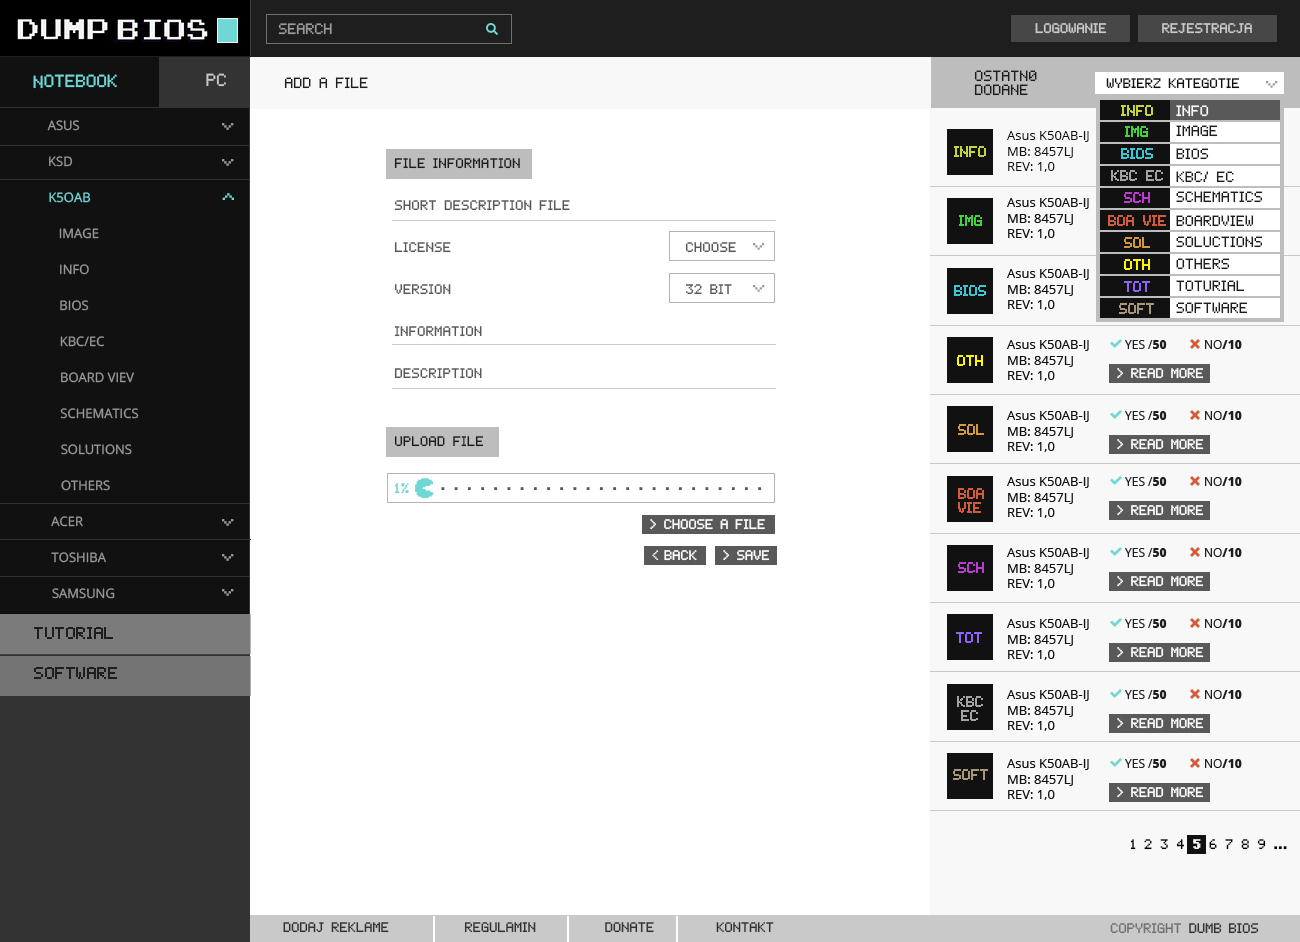 DUMP BIOS
SEARCH
LOGOWANIE
REJESTRACJA
NOTEBOOK
PC
ASUS
KSD
K5OAB
IMAGE
INFO
BIOS
KBC/EC
BOARD VIEV
SCHEMATICS
SOLUTIONS
OTHERS
ACER
TOSHIBA
SAMSUNG
TUTORIAL
SOFTWARE
ADD A FILE
FILE INFORMATION
SHORT DESCRIPTION FILE
LICENSE
CHOOSE
VERSION
32 BIT
INFORMATION
DESCRIPTION
UPLOAD FILE
1%
> CHOOSE A FILE
< BACK
> SAVE
OSTATNO
DODANE
WYBIERZ KATEGOTIE
INFO INFO
IMG IMAGE
BIOS BIOS
KBC EC KBC/ EC
SCH SCHEMATICS
BOA VIE BOARDVIEW
SOL SOLUCTIONS
OTH OTHERS
TOT TOTURIAL
SOFT SOFTWARE
INFO
Asus K50AB-IJ
MB: 8457LJ
REV: 1,0
IMG
Asus K50AB-IJ
MB: 8457LJ
REV: 1,0
BIOS
Asus K50AB-IJ
MB: 8457LJ
REV: 1,0
OTH
Asus K50AB-IJ
MB: 8457LJ
REV: 1,0
YES /50 NO/10
> READ MORE
SOL
Asus K50AB-IJ
MB: 8457LJ
REV: 1,0
YES /50 NO/10
> READ MORE
BOA
VIE
Asus K50AB-IJ
MB: 8457LJ
REV: 1,0
YES /50 NO/10
> READ MORE
SCH
Asus K50AB-IJ
MB: 8457LJ
REV: 1,0
YES /50 NO/10
> READ MORE
TOT
Asus K50AB-IJ
MB: 8457LJ
REV: 1,0
YES /50 NO/10
> READ MORE
KBC
EC
Asus K50AB-IJ
MB: 8457LJ
REV: 1,0
YES /50 NO/10
> READ MORE
SOFT
Asus K50AB-IJ
MB: 8457LJ
REV: 1,0
YES /50 NO/10
> READ MORE
1 2 3 4 5 6 7 8 9 ...
DODAJ REKLAME
REGULAMIN
DONATE
KONTAKT
COPYRIGHT DUMB BIOS